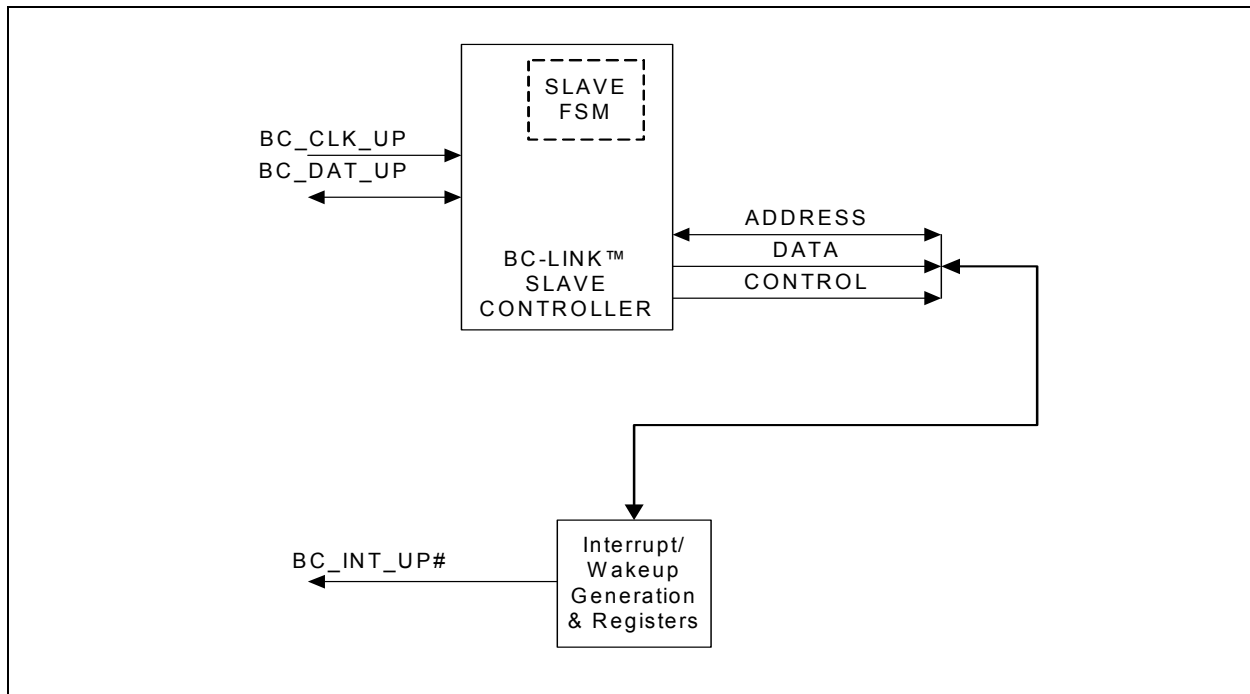 SLAVE
FSM
BC_CLK_UP
BC_DAT_UP
ADDRESS
DATA
CONTROL
BC-LINK™
SLAVE
CONTROLLER
BC_INT_UP#
Interrupt/
Wakeup
Generation
& Registers